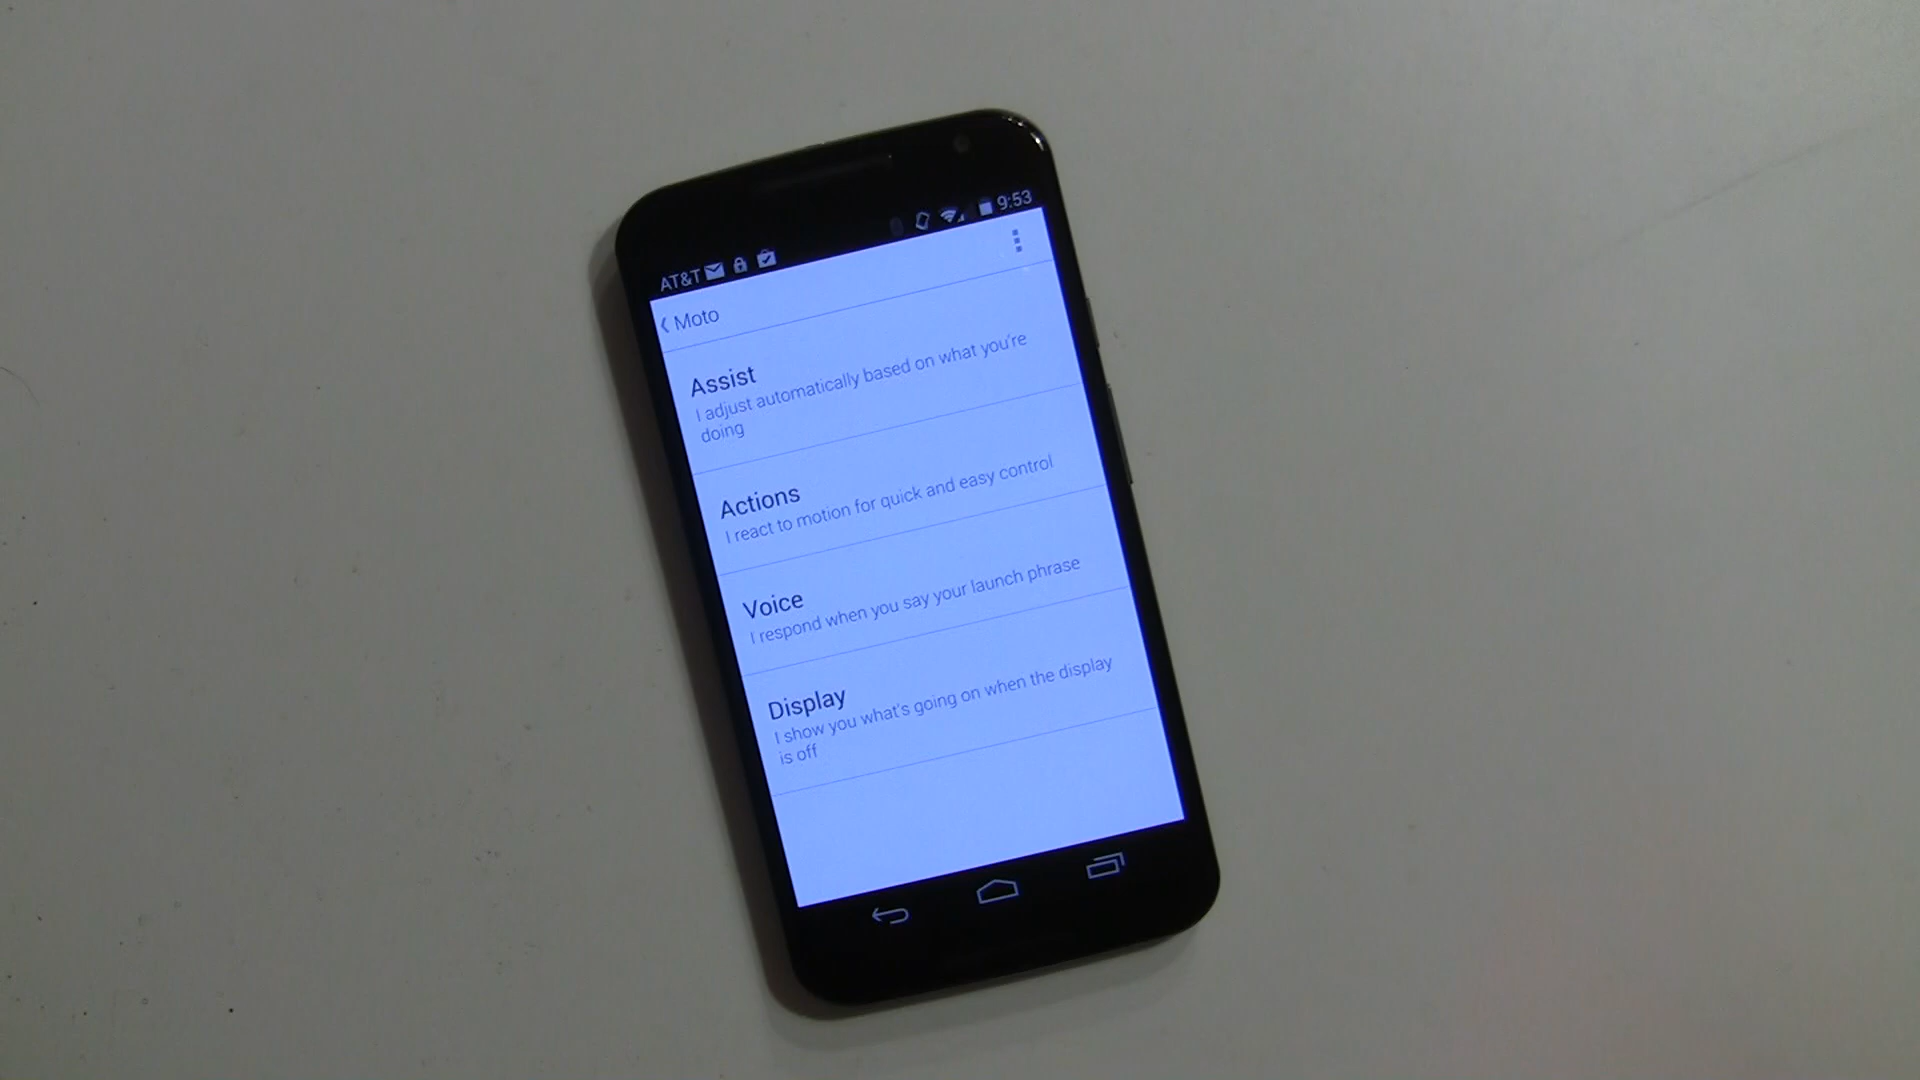 AT&T 9:53
Moto
Assist
I adjust automatically based on what you're
doing
Actions
I react to motion for quick and easy control
Voice
I respond when you say your launch phrase
Display
I show you what's going on when the display
is off